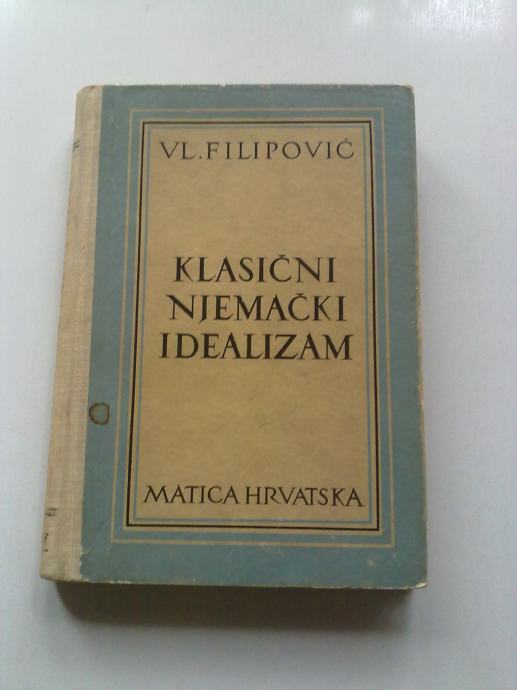 VL. FILIPOVIĆ
KLASIČNI
NJEMAČKI
IDEALIZAM
MATICA HRVATSKA